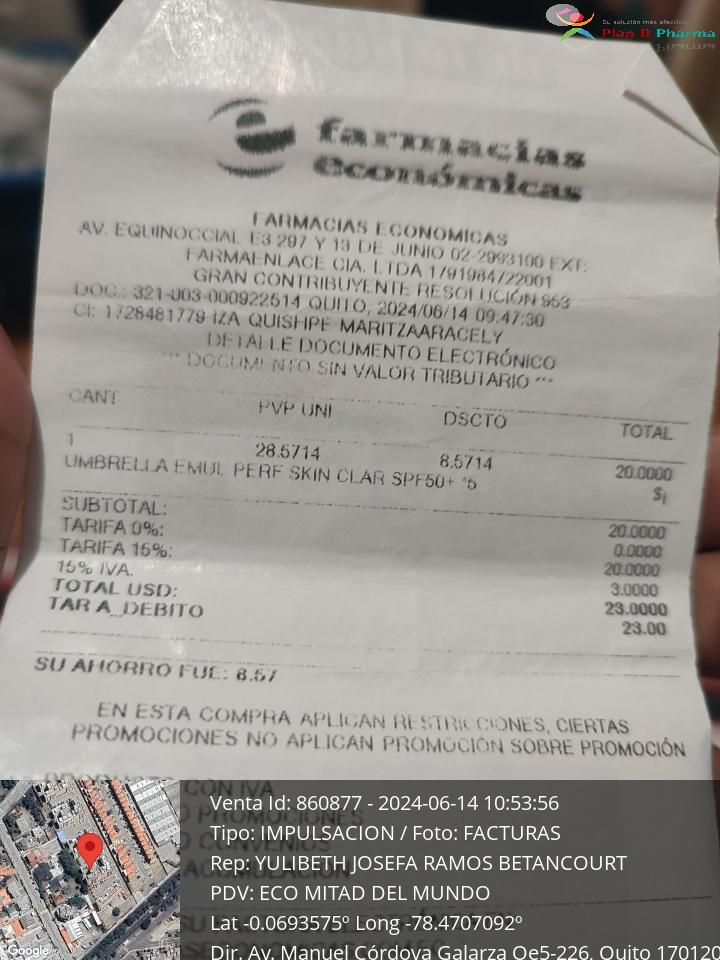 Su solución más efectiva
Plan B Pharma
farmacias
económicas
FARMACIAS ECONOMICAS
AV. EQUINOCCIAL E3 297 Y 13 DE JUNIO 02-2993100 EXT:
FARMAENLACE CIA. LTDA 1791984722001
GRAN CONTRIBUYENTE RESOLUCIÓN 953
DOC.: 321-003-000922514 QUITO, 2024/06/14 09:47:30
CI: 1728481779 IZA QUISHPE MARITZAARACELY
DETALLE DOCUMENTO ELECTRÓNICO
*** DOCUMENTO SIN VALOR TRIBUTARIO ***
CANT PVP UNI DSCTO TOTAL
1 28.5714 8.5714 20.0000
UMBRELLA EMUL PERF SKIN CLAR SPF50+ *5
SUBTOTAL: 20.0000
TARIFA 0%: 0.0000
TARIFA 15%: 20.0000
15% IVA: 3.0000
TOTAL USD: 23.0000
TAR A_DEBITO 23.00
SU AHORRO FUE: 8.57
EN ESTA COMPRA APLICAN RESTRICCIONES, CIERTAS
PROMOCIONES NO APLICAN PROMOCIÓN SOBRE PROMOCIÓN
CON IVA
PROMOCIONES
CONVENIOS
Venta Id: 860877 - 2024-06-14 10:53:56
Tipo: IMPULSACION / Foto: FACTURAS
Rep: YULIBETH JOSEFA RAMOS BETANCOURT
PDV: ECO MITAD DEL MUNDO
Lat -0.0693575º Long -78.4707092º
Dir. Av. Manuel Córdova Galarza Oe5-226, Quito 170120
Google